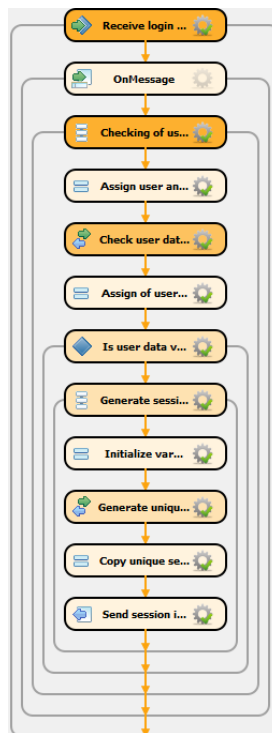 Receive login ...
OnMessage
Checking of us...
Assign user an...
Check user dat...
Assign of user...
Is user data v...
Generate sessi...
Initialize var...
Generate uniqu...
Copy unique se...
Send session i...